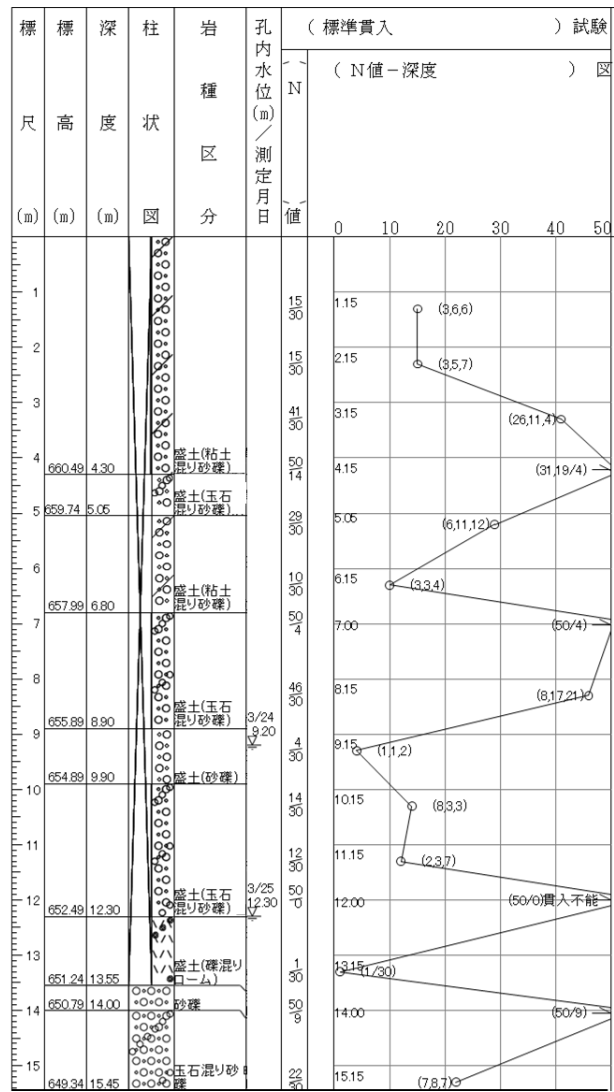 標尺(m)
標高(m)
深度(m)
柱状図
岩種区分
孔内水位(m)/測定月日
N値
(標準貫入)試験
(N値-深度)図
0 10 20 30 40 50
1
15/30
1.15
(3,6,6)
2
15/30
2.15
(3,5,7)
3
41/30
3.15
(26,11,4)
4
660.49 4.30
盛土(粘土
混り砂礫)
50/14
4.15
(31,19/4)
5
659.74 5.05
盛土(玉石
混り砂礫)
29/30
5.05
(6,11,12)
6
10/30
6.15
(3,3,4)
657.99 6.80
盛土(粘土
混り砂礫)
7
50/4
7.00
(50/4)
8
46/30
8.15
(8,17,21)
655.89 8.90
盛土(玉石
混り砂礫)
3/24
9.20
9
4/30
9.15
(1,1,2)
654.89 9.90
盛土(砂礫)
10
14/30
10.15
(8,3,3)
11
12/30
11.15
(2,3,7)
12
652.49 12.30
盛土(玉石
混り砂礫)
3/25
12.30
50/0
12.00
(50/0)貫入不能
13
1/30
13.15
(1/30)
651.24 13.55
盛土(礫混り
ローム)
14
650.79 14.00
砂礫
50/9
14.00
(50/9)
15
649.34 15.45
玉石混り砂
礫
22/30
15.15
(7,8,7)